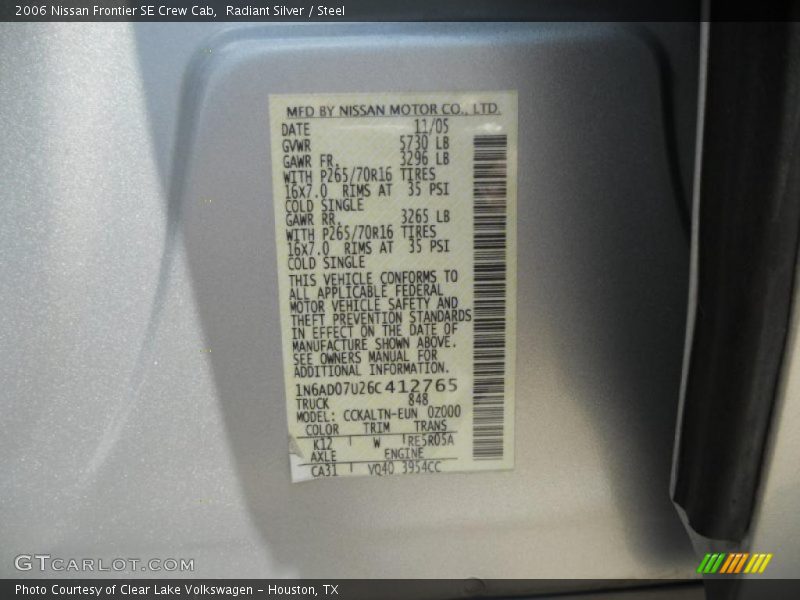 2006 Nissan Frontier SE Crew Cab,  Radiant Silver / Steel
MFD BY NISSAN MOTOR CO., LTD.
DATE 11/05
GVWR 5730 LB
GAWR FR. 3296 LB
WITH P265/70R16 TIRES
16X7.0 RIMS AT 35 PSI
COLD SINGLE
GAWR RR. 3265 LB
WITH P265/70R16 TIRES
16X7.0 RIMS AT 35 PSI
COLD SINGLE
THIS VEHICLE CONFORMS TO
ALL APPLICABLE FEDERAL
MOTOR VEHICLE SAFETY AND
THEFT PREVENTION STANDARDS
IN EFFECT ON THE DATE OF
MANUFACTURE SHOWN ABOVE.
SEE OWNERS MANUAL FOR
ADDITIONAL INFORMATION.
1N6AD07U26C412765
TRUCK 848
MODEL: CCKALTN-EUN 0Z000
COLOR TRIM TRANS
K12 W RE5R05A
AXLE ENGINE
CA31 VQ40 3954CC
GTCARLOT.COM
Photo Courtesy of Clear Lake Volkswagen – Houston, TX